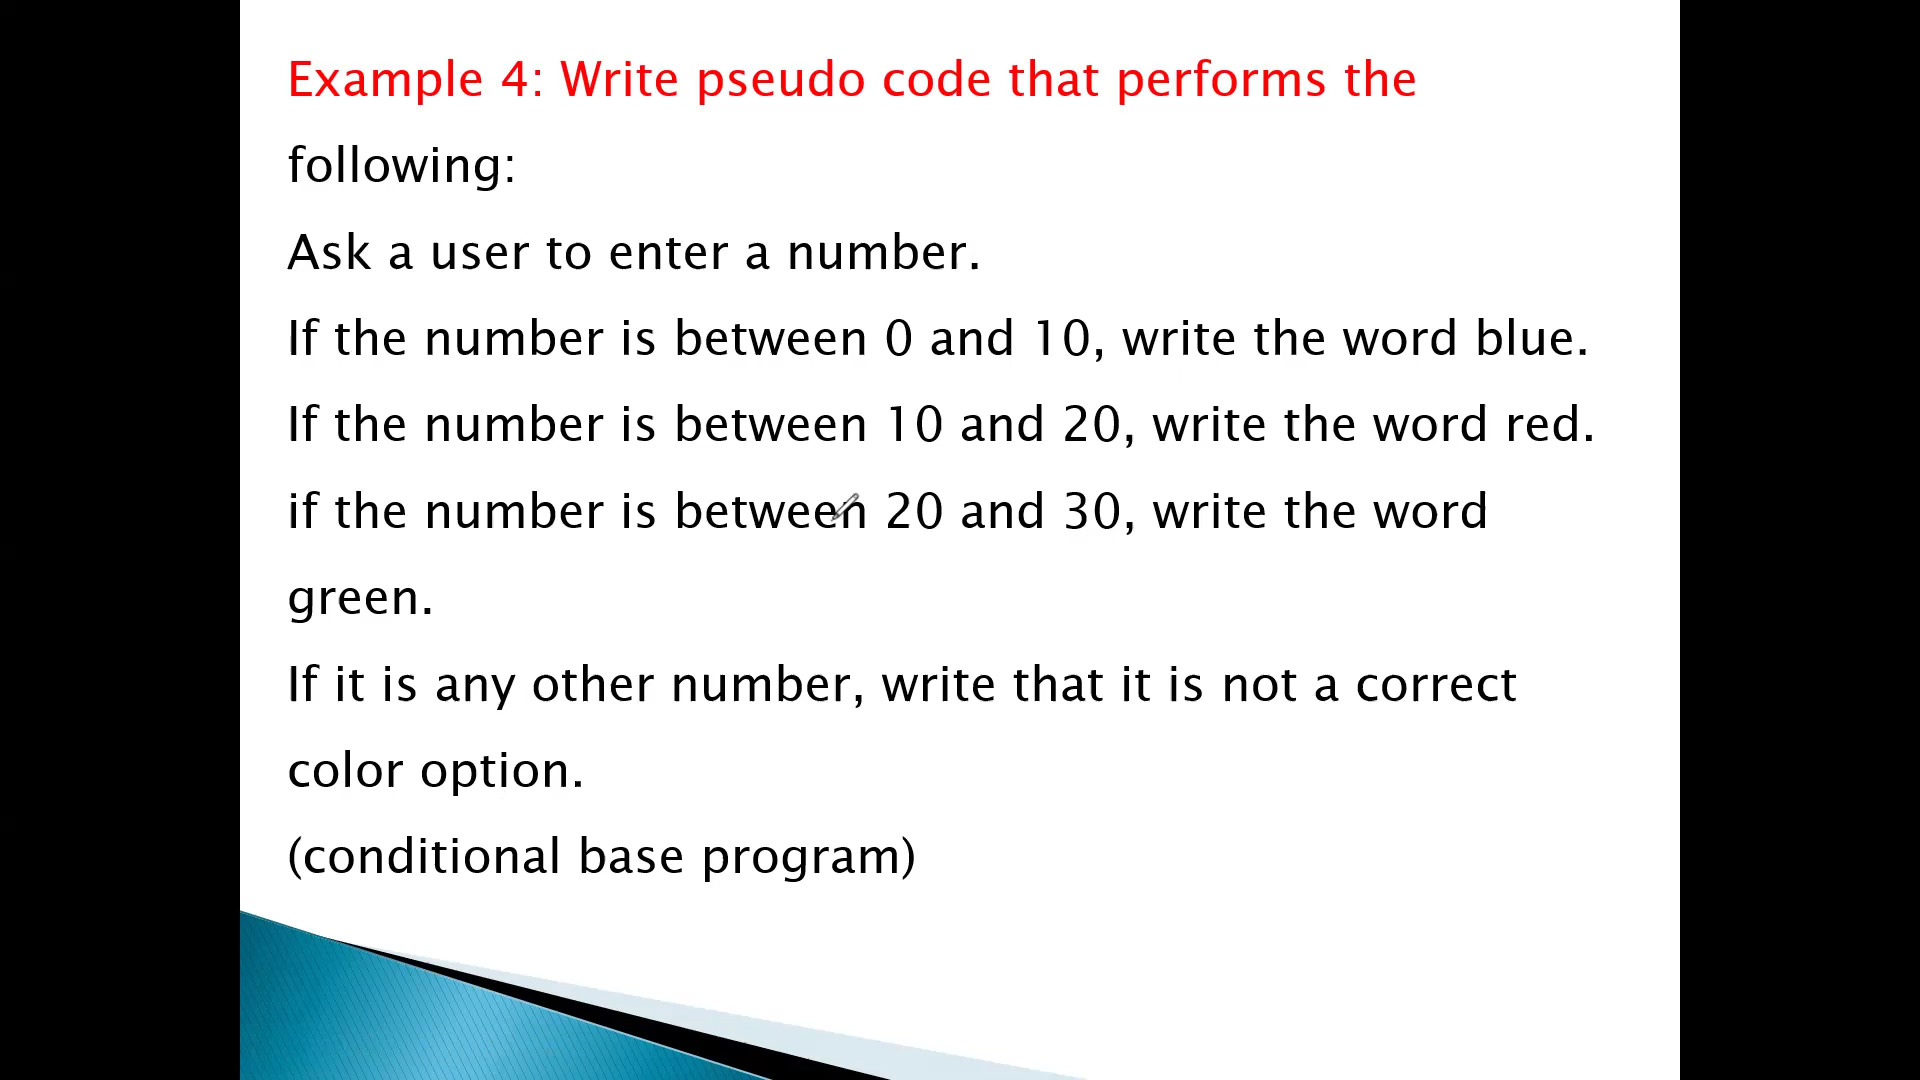 Example 4: Write pseudo code that performs the
following:
Ask a user to enter a number.
If the number is between 0 and 10, write the word blue.
If the number is between 10 and 20, write the word red.
if the number is between 20 and 30, write the word
green.
If it is any other number, write that it is not a correct
color option.
(conditional base program)